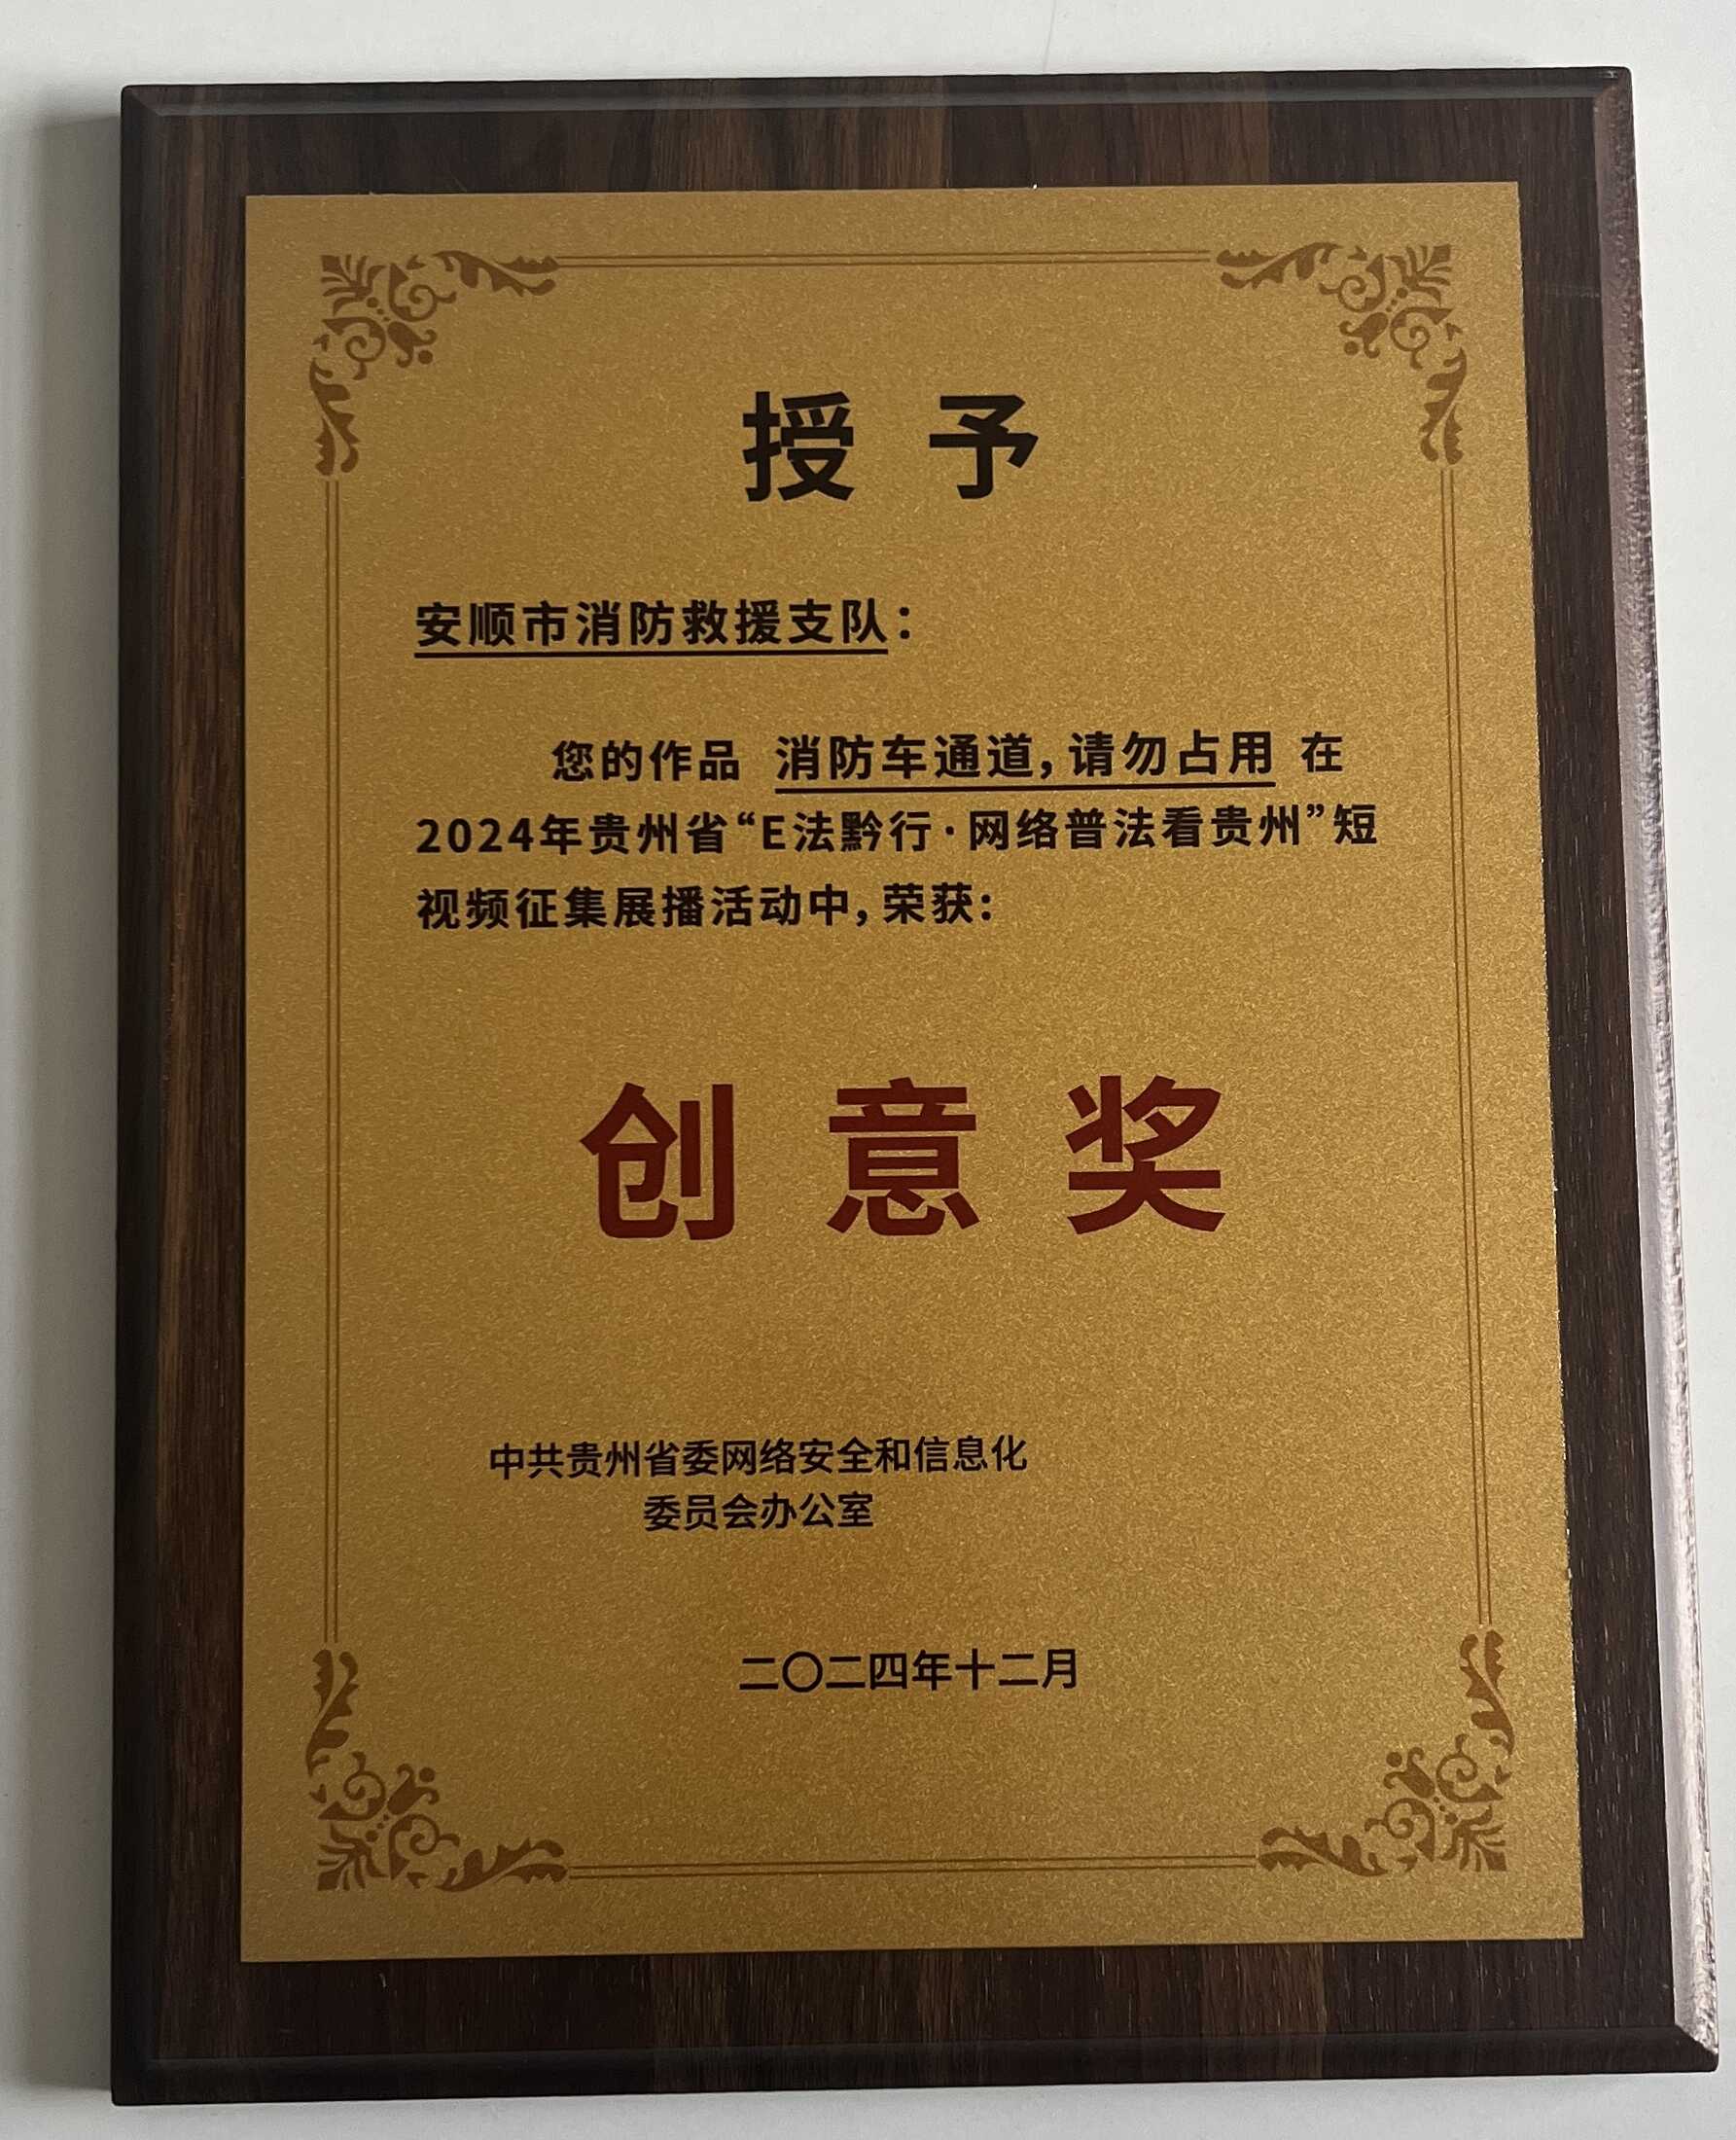 授予
安顺市消防救援支队：
您的作品 消防车通道，请勿占用 在
2024年贵州省“E法黔行·网络普法看贵州”短
视频征集展播活动中，荣获：
创意奖
中共贵州省委网络安全和信息化
委员会办公室
二〇二四年十二月